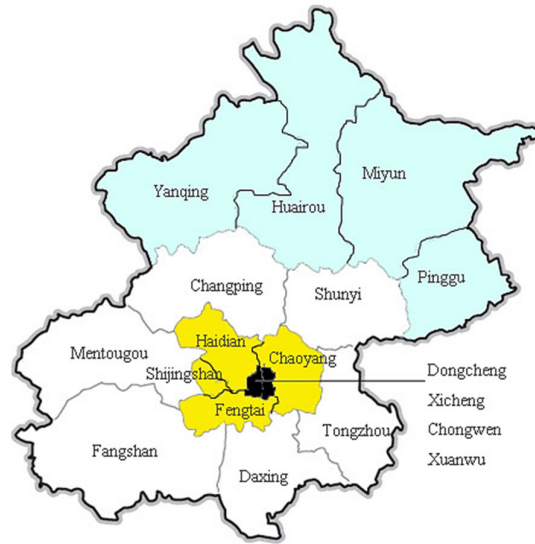 Miyun
Yanqing
Huairou
Pinggu
Changping
Shunyi
Haidian
Mentougou
Chaoyang
Shijingshan
Dongcheng
Xicheng
Fengtai
Tongzhou
Chongwen
Fangshan
Xuanwu
Daxing